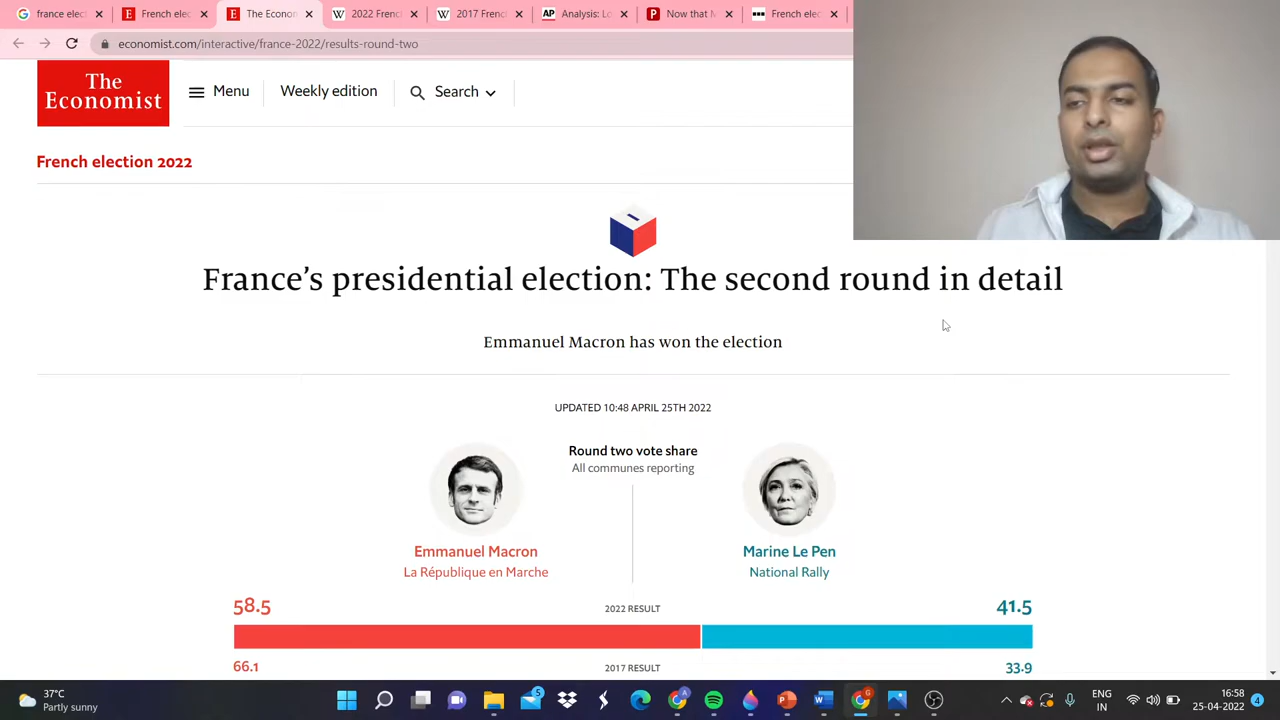 france elec
French elec
The Econo
2022 French
2017 French
Analysis: Lo
Now that M
French elec
economist.com/interactive/france-2022/results-round-two
The
Economist
Menu
Weekly edition
Search
French election 2022
France's presidential election: The second round in detail
Emmanuel Macron has won the election
UPDATED 10:48 APRIL 25TH 2022
Round two vote share
All communes reporting
Emmanuel Macron
La République en Marche
Marine Le Pen
National Rally
58.5
2022 RESULT
41.5
66.1
2017 RESULT
33.9
37°C
Partly sunny
ENG
IN
16:58
25-04-2022